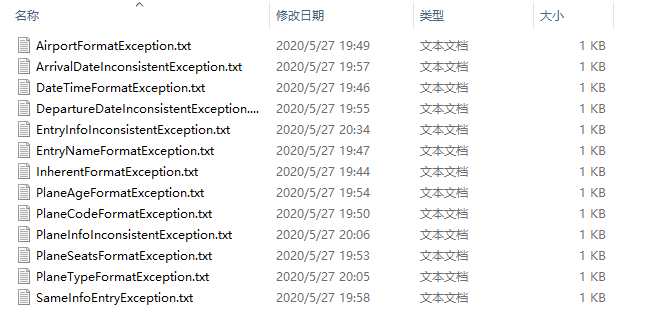 名称 修改日期 类型 大小
AirportFormatException.txt 2020/5/27 19:49 文本文档 1 KB
ArrivalDateInconsistentException.txt 2020/5/27 19:57 文本文档 1 KB
DateTimeFormatException.txt 2020/5/27 19:46 文本文档 1 KB
DepartureDateInconsistentException.... 2020/5/27 19:55 文本文档 1 KB
EntryInfoInconsistentException.txt 2020/5/27 20:34 文本文档 1 KB
EntryNameFormatException.txt 2020/5/27 19:47 文本文档 1 KB
InherentFormatException.txt 2020/5/27 19:44 文本文档 1 KB
PlaneAgeFormatException.txt 2020/5/27 19:54 文本文档 1 KB
PlaneCodeFormatException.txt 2020/5/27 19:50 文本文档 1 KB
PlaneInfoInconsistentException.txt 2020/5/27 20:06 文本文档 1 KB
PlaneSeatsFormatException.txt 2020/5/27 19:53 文本文档 1 KB
PlaneTypeFormatException.txt 2020/5/27 20:05 文本文档 1 KB
SameInfoEntryException.txt 2020/5/27 19:58 文本文档 1 KB